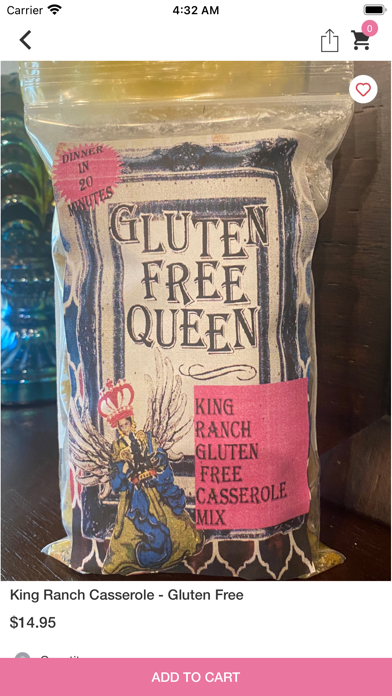 Carrier 4:32 AM
0
DINNER
IN
20
MINUTES
GLUTEN
FREE
QUEEN
KING
RANCH
GLUTEN
FREE
CASSEROLE
MIX
King Ranch Casserole - Gluten Free
$14.95
ADD TO CART